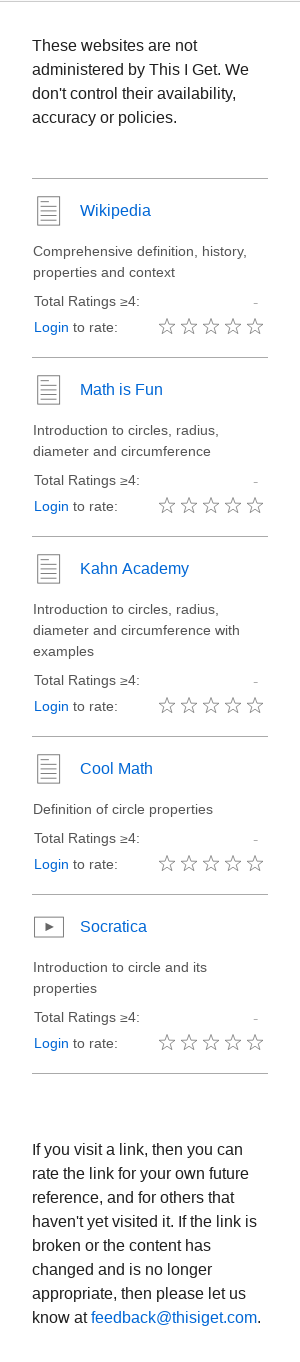 These websites are not
administered by This I Get. We
don't control their availability,
accuracy or policies.
Wikipedia
Comprehensive definition, history,
properties and context
Total Ratings ≥4: -
Login to rate:
Math is Fun
Introduction to circles, radius,
diameter and circumference
Total Ratings ≥4: -
Login to rate:
Kahn Academy
Introduction to circles, radius,
diameter and circumference with
examples
Total Ratings ≥4: -
Login to rate:
Cool Math
Definition of circle properties
Total Ratings ≥4: -
Login to rate:
Socratica
Introduction to circle and its
properties
Total Ratings ≥4: -
Login to rate:
If you visit a link, then you can
rate the link for your own future
reference, and for others that
haven't yet visited it. If the link is
broken or the content has
changed and is no longer
appropriate, then please let us
know at feedback@thisiget.com.